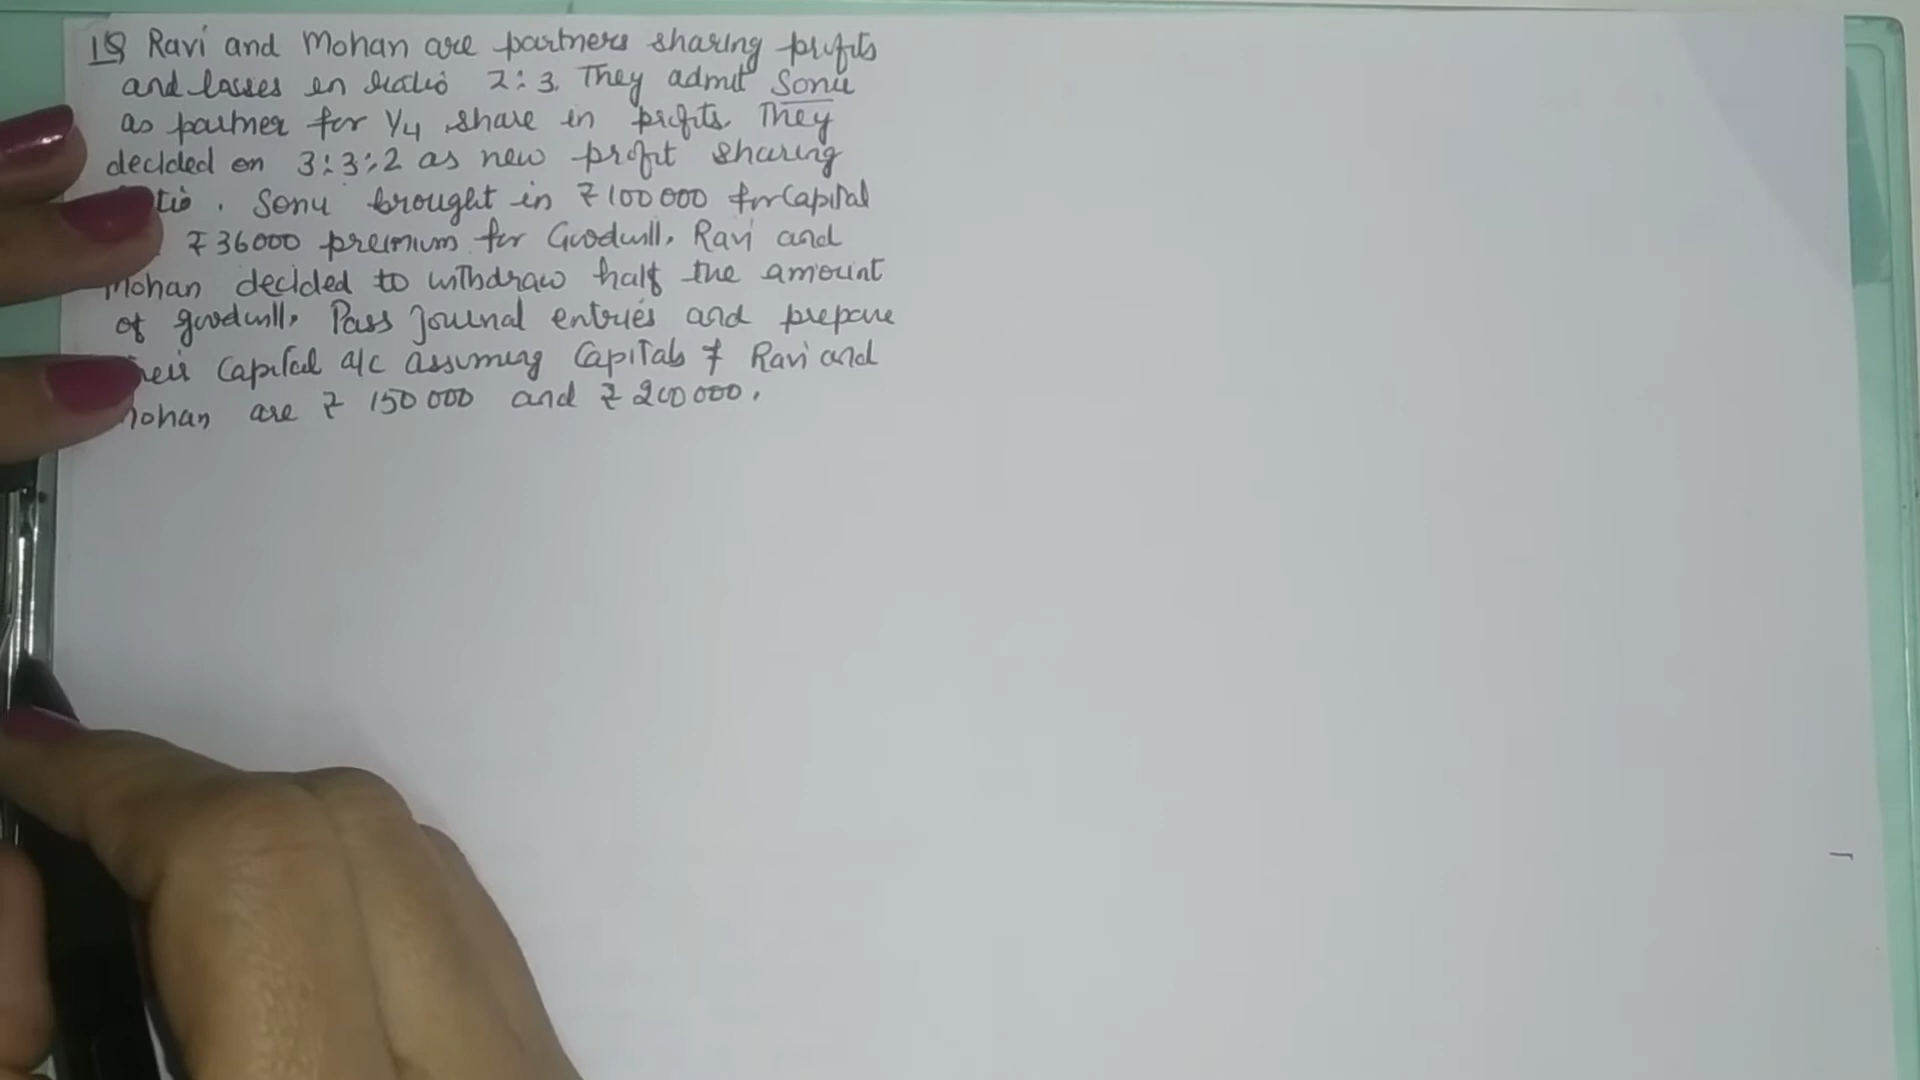 1Q Ravi and Mohan are partners sharing profits
and losses in ratio 2:3. They admit Sonu
as partner for 1/4 share in profits. They
decided on 3:3:2 as new profit sharing
tio. Sonu brought in ₹100000 for Capital
₹36000 premium for Goodwill. Ravi and
Mohan decided to withdraw half the amount
of goodwill. Pass Journal entries and prepare
Capital a/c assuming Capitals of Ravi and
Mohan are ₹ 150000 and ₹ 200000.